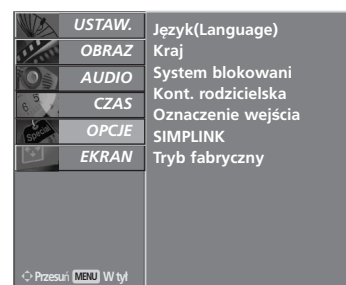 USTAW.
OBRAZ
AUDIO
CZAS
Special
OPCJE
EKRAN
Język(Language)
Kraj
System blokowani
Kont. rodzicielska
Oznaczenie wejścia
SIMPLINK
Tryb fabryczny
Przesuń MENU W tył